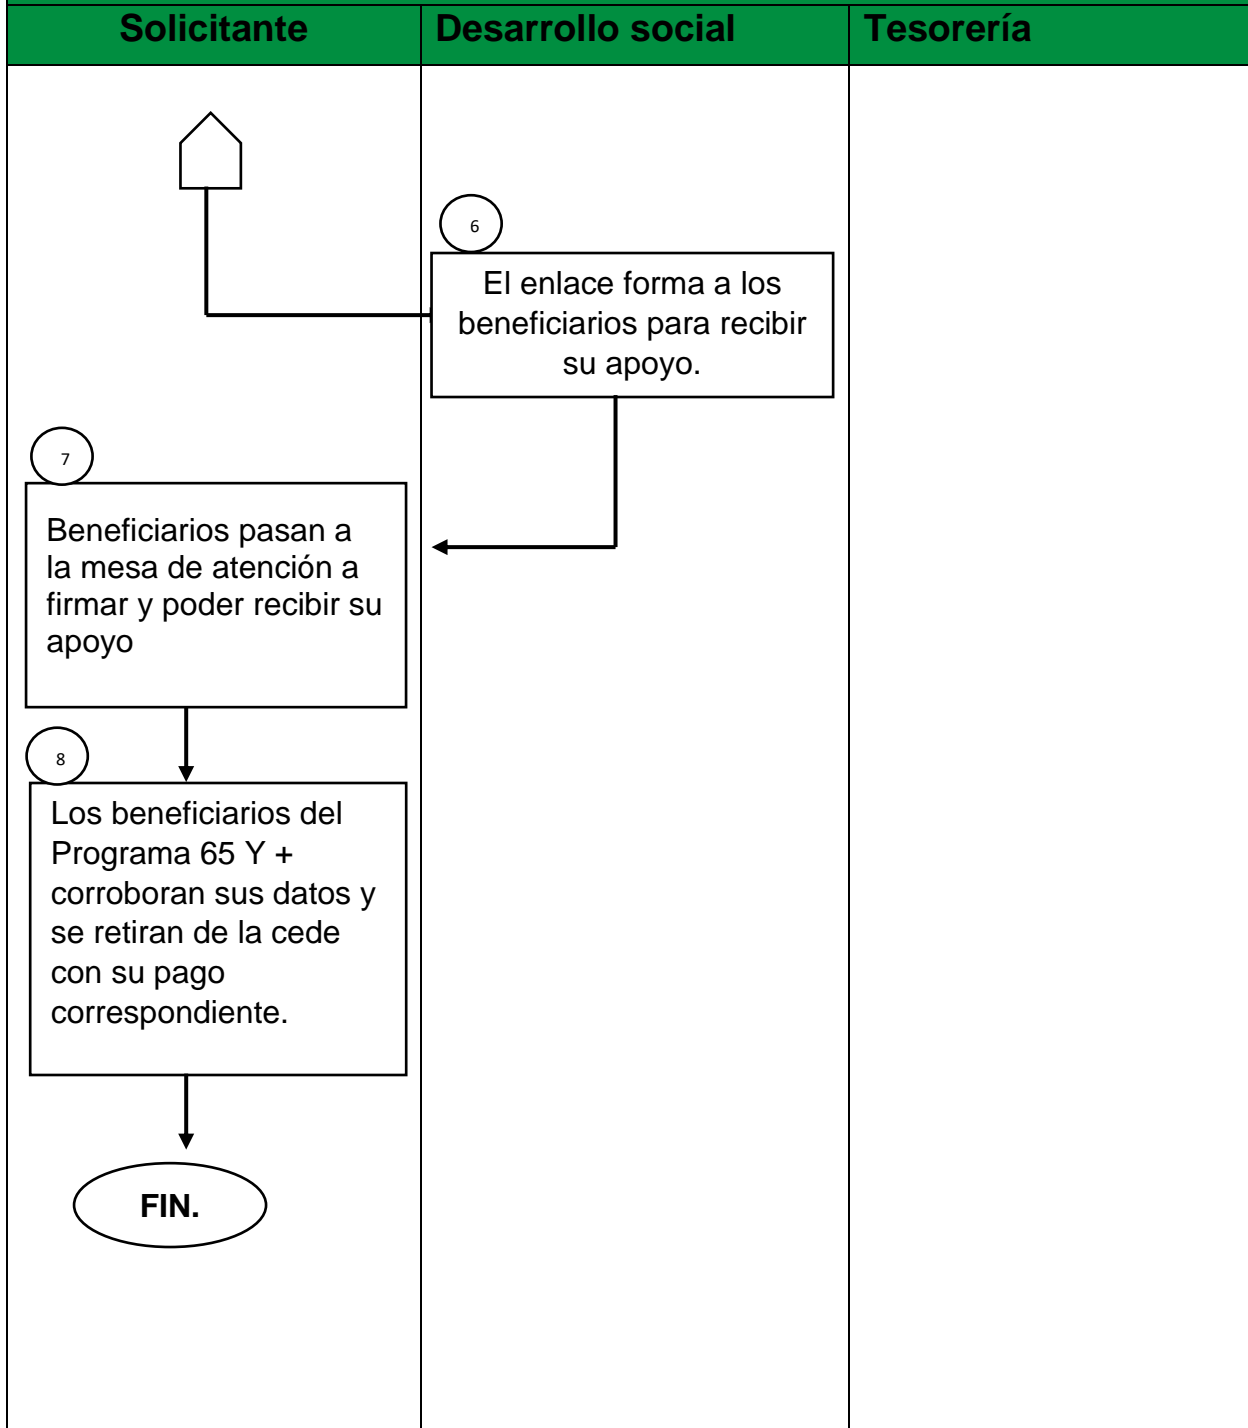 Solicitante
Desarrollo social
Tesorería
6
El enlace forma a los
beneficiarios para recibir
su apoyo.
7
Beneficiarios pasan a
la mesa de atención a
firmar y poder recibir su
apoyo
8
Los beneficiarios del
Programa 65 Y +
corroboran sus datos y
se retiran de la cede
con su pago
correspondiente.
FIN.